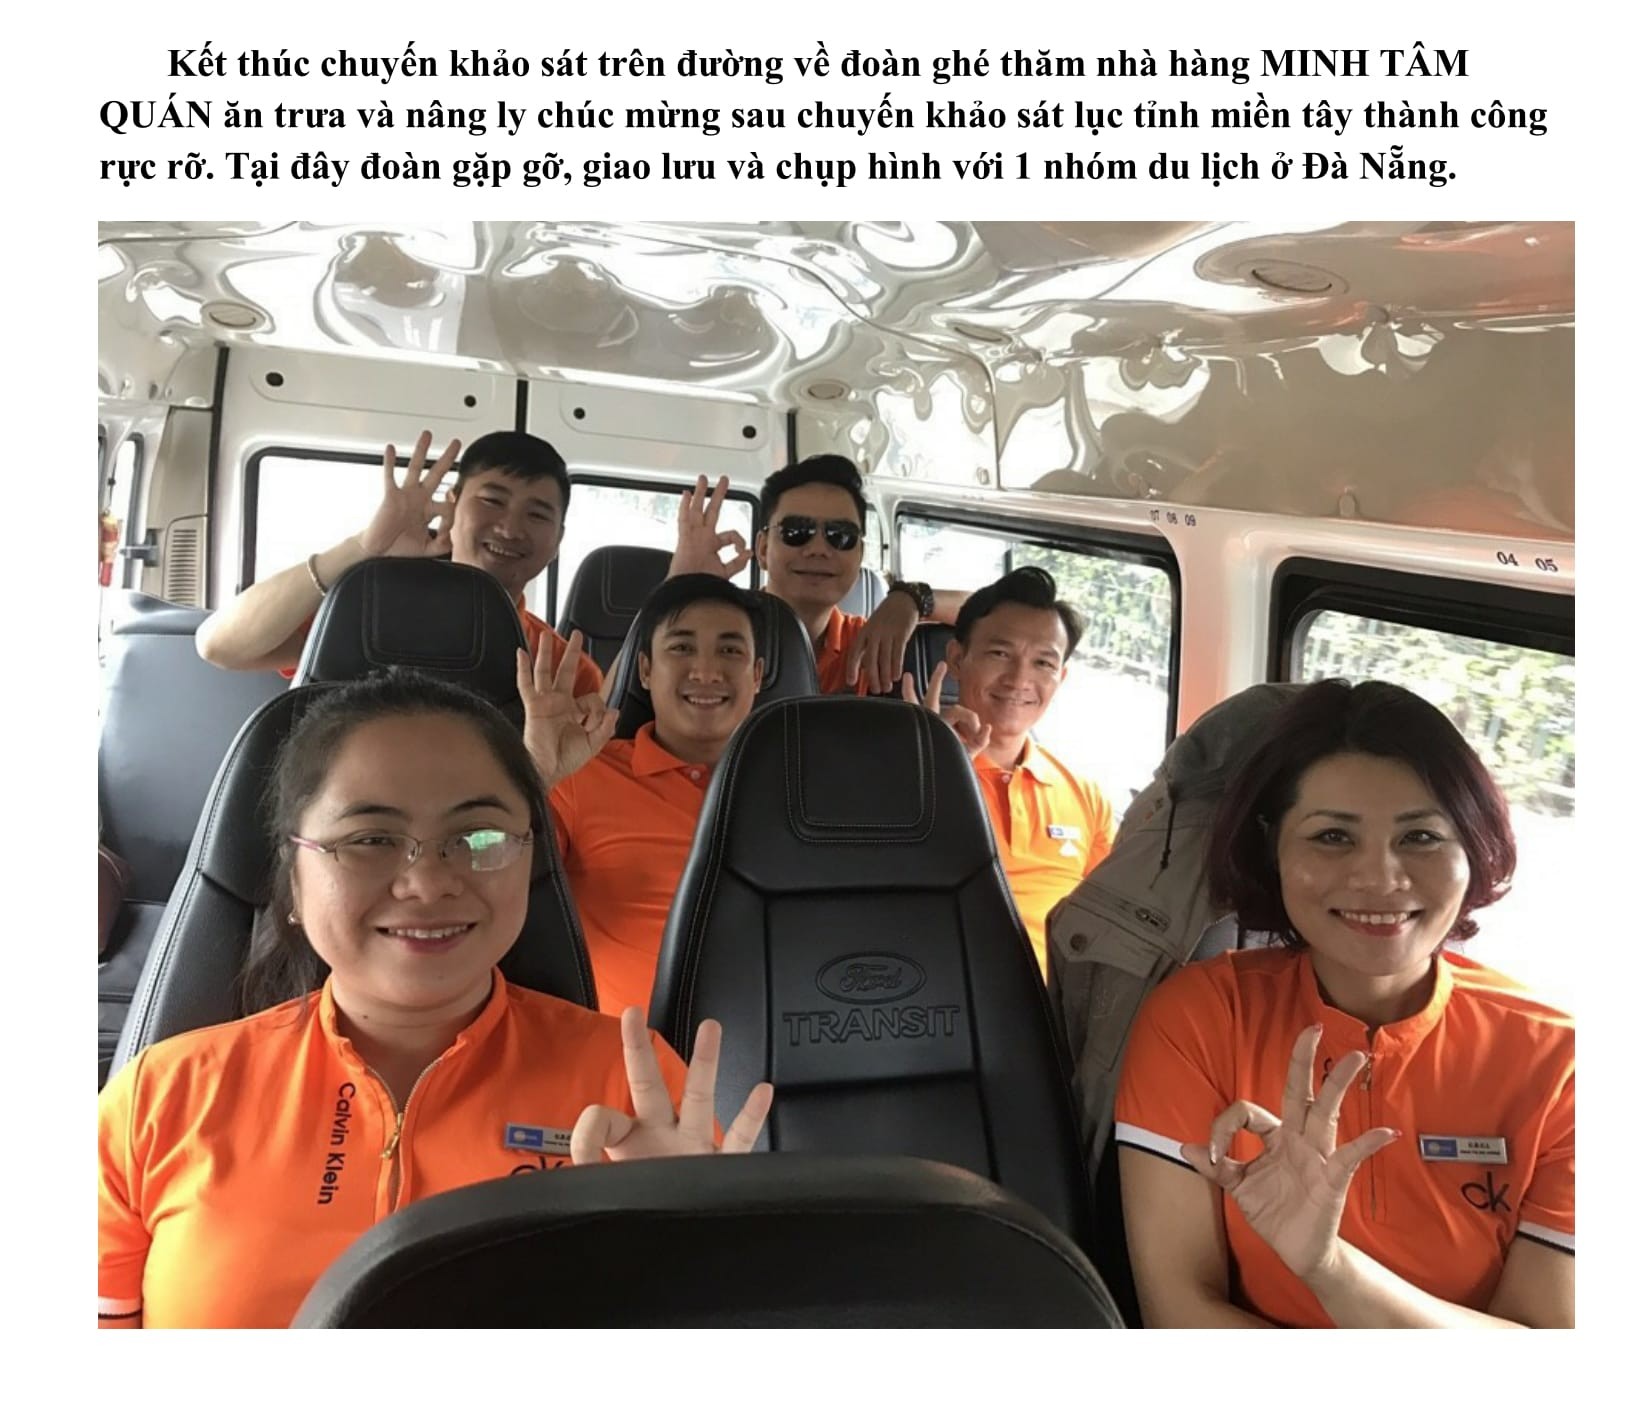 Kết thúc chuyến khảo sát trên đường về đoàn ghé thăm nhà hàng MINH TÂM
QUÁN ăn trưa và nâng ly chúc mừng sau chuyến khảo sát lục tỉnh miền tây thành công
rực rỡ. Tại đây đoàn gặp gỡ, giao lưu và chụp hình với 1 nhóm du lịch ở Đà Nẵng.
07 08 09
04 05
Ford
TRANSIT
Calvin Klein
ck
ck